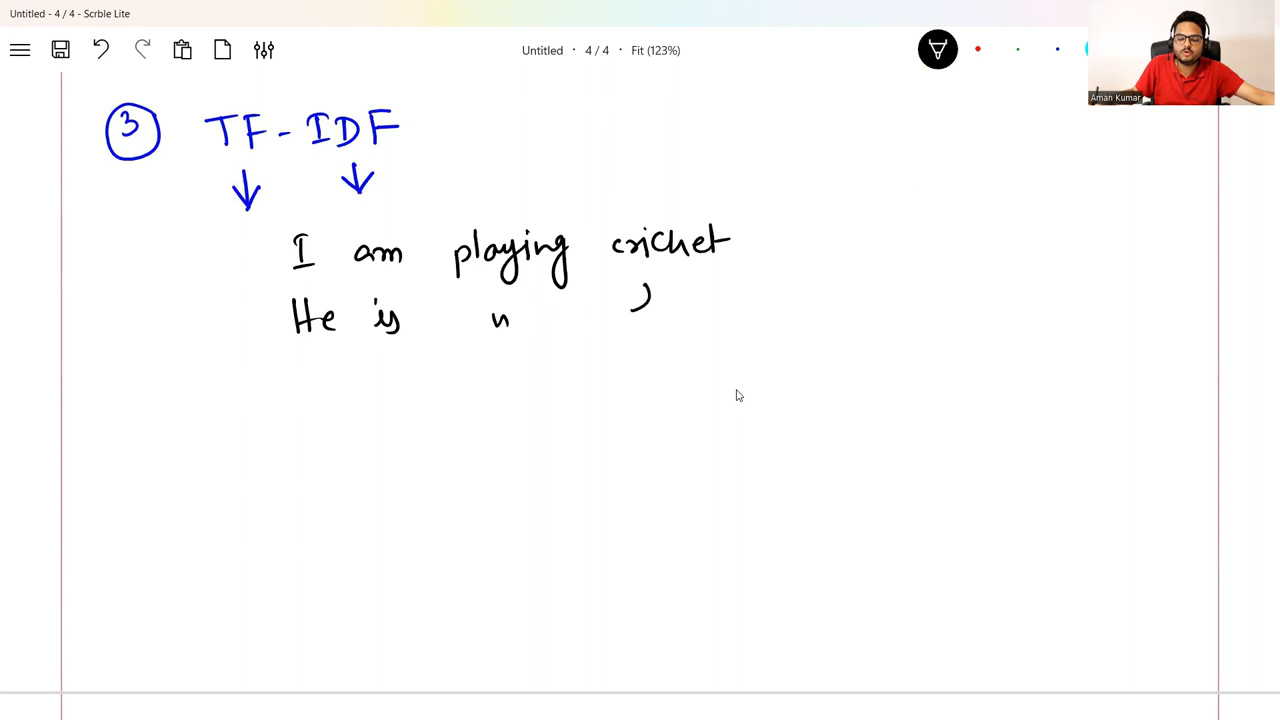 Untitled - 4 / 4 - Scrble Lite
Untitled • 4 / 4 • Fit (123%)
Aman Kumar
3 TF - IDF
I am playing cricket
He is